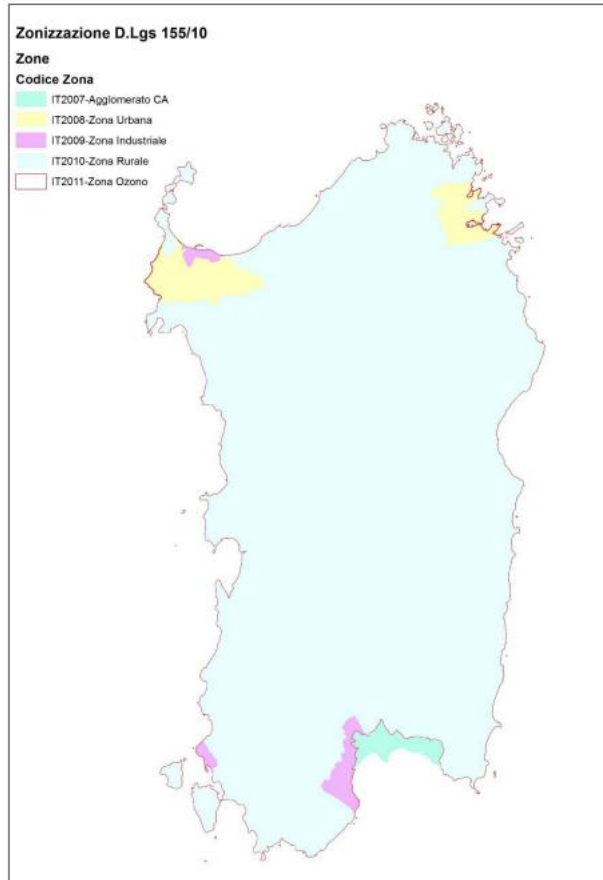 Zonizzazione D.Lgs 155/10
Zone
Codice Zona
IT2007-Agglomerato CA
IT2008-Zona Urbana
IT2009-Zona Industriale
IT2010-Zona Rurale
IT2011-Zona Ozono